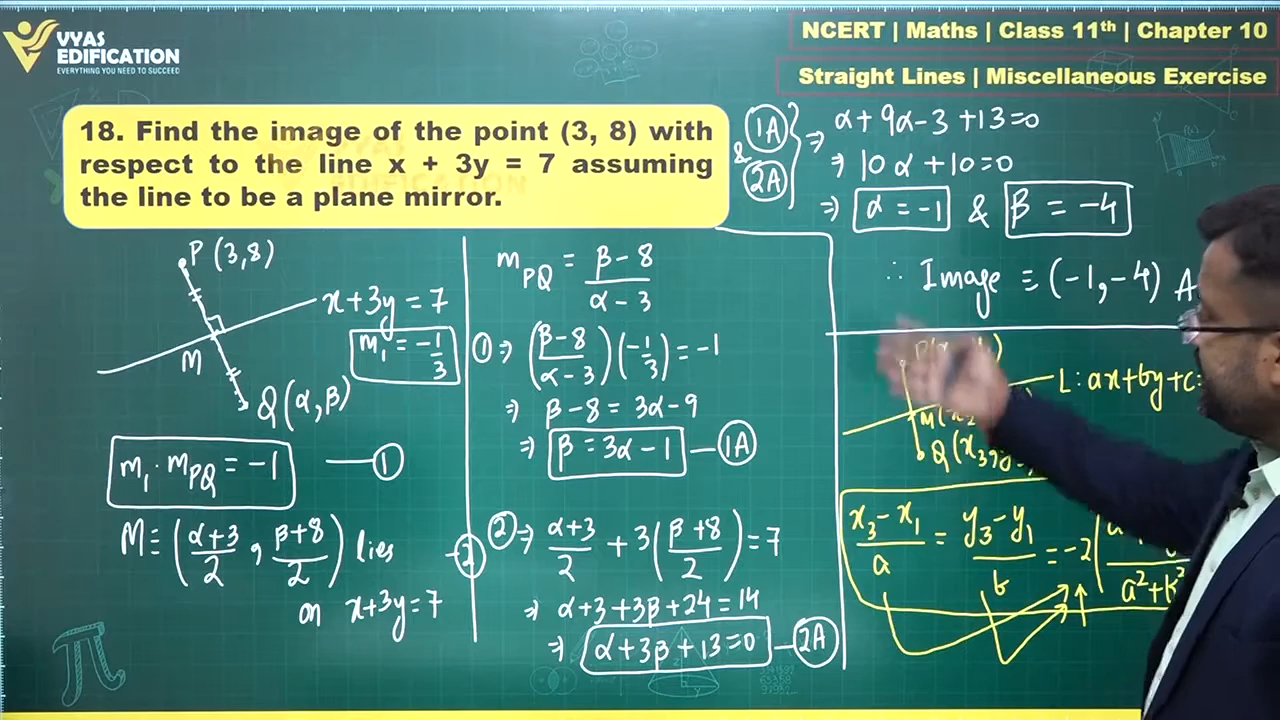 VYAS
EDIFICATION
EVERYTHING YOU NEED TO SUCCEED
NCERT | Maths | Class 11th | Chapter 10
Straight Lines | Miscellaneous Exercise
18. Find the image of the point (3, 8) with
respect to the line x + 3y = 7 assuming
the line to be a plane mirror.
P (3,8)
x+3y=7
m₁ = -1/3
M
Q(α,β)
m₁ · m_PQ = -1 — ①
M ≡ (α+3/2, β+8/2) lies — ②
on x+3y=7
m_PQ = β-8/α-3
① ⇒ (β-8/α-3)(-1/3) = -1
⇒ β-8 = 3α-9
⇒ β = 3α-1 — 1A
② ⇒ α+3/2 + 3(β+8/2) = 7
⇒ α+3+3β+24=14
⇒ α+3β+13=0 — 2A
1A & 2A } ⇒ α+9α-3+13=0
⇒ 10α+10=0
⇒ α = -1 & β = -4
∴ Image ≡ (-1,-4) A
L: ax+by+c=
x₃-x₁/a = y₃-y₁/b = -2(
a²+b²